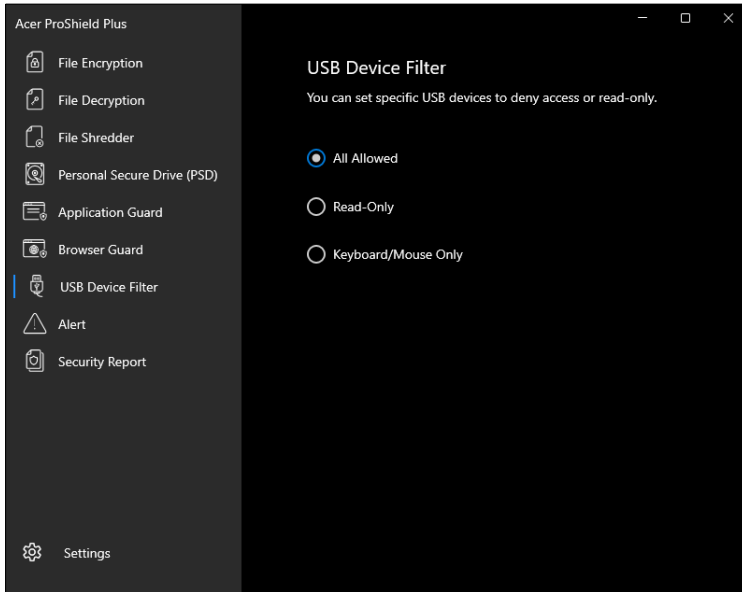 Acer ProShield Plus
File Encryption
File Decryption
File Shredder
Personal Secure Drive (PSD)
Application Guard
Browser Guard
USB Device Filter
Alert
Security Report
Settings
USB Device Filter
You can set specific USB devices to deny access or read-only.
All Allowed
Read-Only
Keyboard/Mouse Only